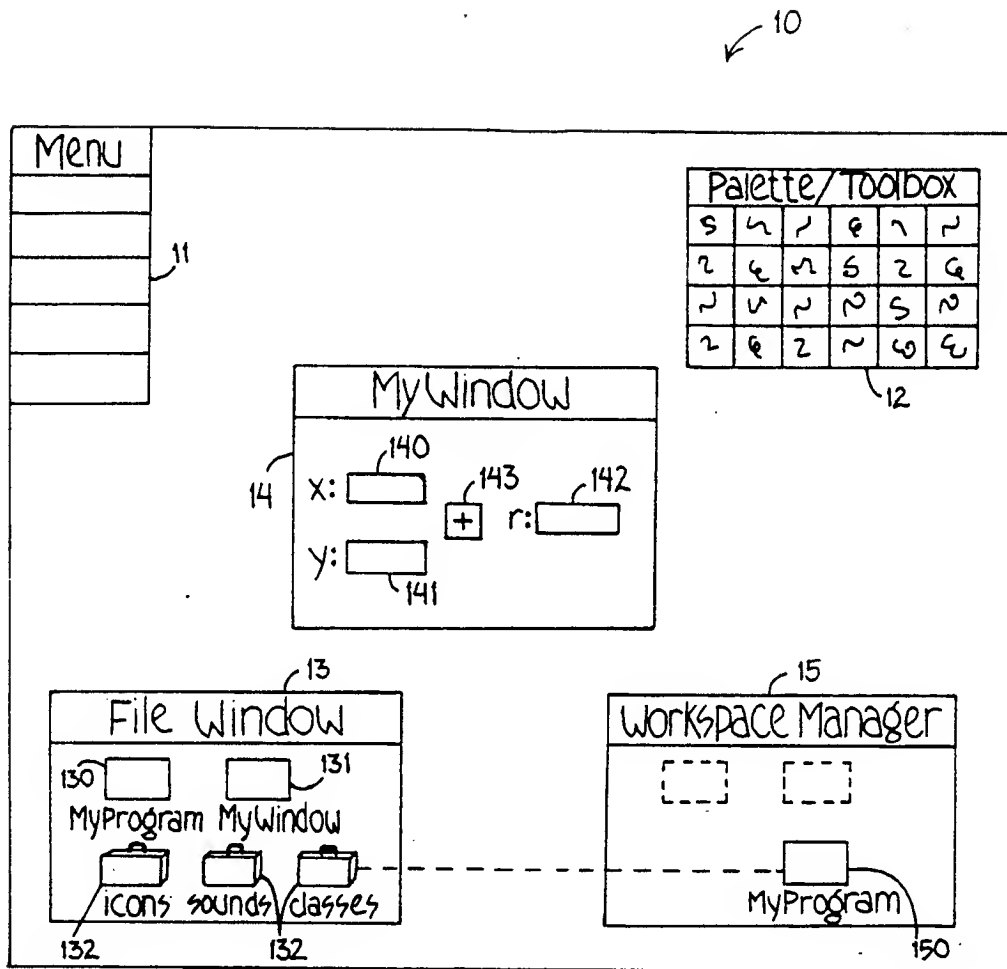 10
Menu
11
Palette/Toolbox
12
MyWindow
14
x:
140
143
r:
142
y:
141
13
File Window
130
131
MyProgram MyWindow
icons sounds classes
132
132
15
Workspace Manager
MyProgram
150